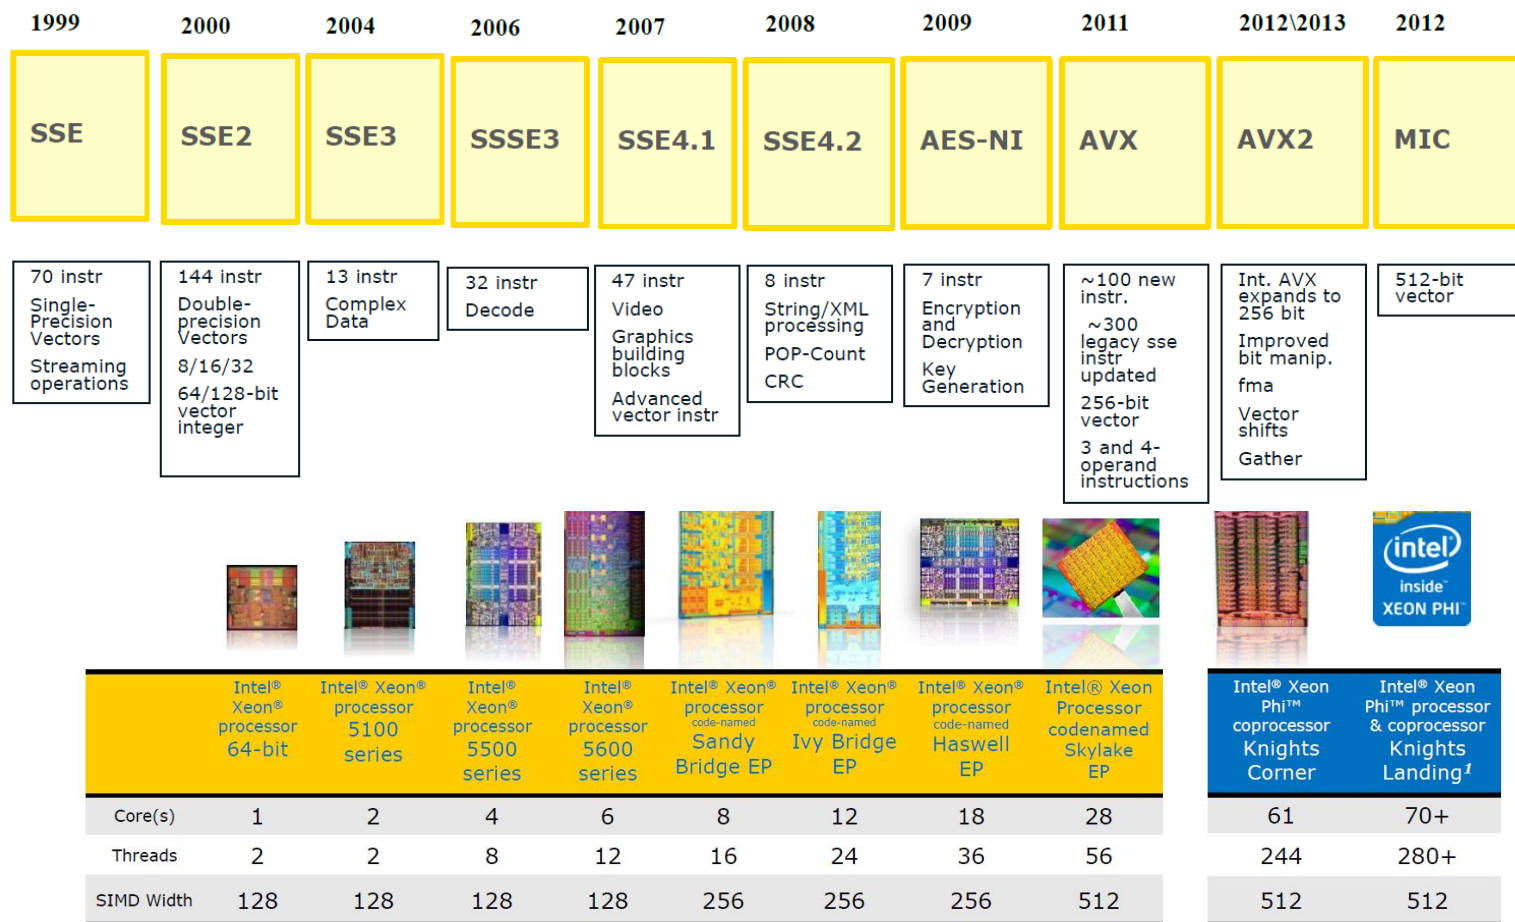 1999 2000 2004 2006 2007 2008 2009 2011 2012\2013 2012
SSE SSE2 SSE3 SSSE3 SSE4.1 SSE4.2 AES-NI AVX AVX2 MIC
70 instr
Single-
Precision
Vectors
Streaming
operations
144 instr
Double-
precision
Vectors
8/16/32
64/128-bit
vector
integer
13 instr
Complex
Data
32 instr
Decode
47 instr
Video
Graphics
building
blocks
Advanced
vector instr
8 instr
String/XML
processing
POP-Count
CRC
7 instr
Encryption
and
Decryption
Key
Generation
~100 new
instr.
~300
legacy sse
instr
updated
256-bit
vector
3 and 4-
operand
instructions
Int. AVX
expands to
256 bit
Improved
bit manip.
fma
Vector
shifts
Gather
512-bit
vector
intel®
inside™
XEON PHI™
Intel®
Xeon®
processor
64-bit
Intel® Xeon®
processor
5100
series
Intel®
Xeon®
processor
5500
series
Intel®
Xeon®
processor
5600
series
Intel® Xeon®
processor
code-named
Sandy
Bridge EP
Intel® Xeon®
processor
code-named
Ivy Bridge
EP
Intel® Xeon®
processor
code-named
Haswell
EP
Intel® Xeon
Processor
codenamed
Skylake
EP
Intel® Xeon
Phi™
coprocessor
Knights
Corner
Intel® Xeon
Phi™ processor
& coprocessor
Knights
Landing1
Core(s) 1 2 4 6 8 12 18 28 61 70+
Threads 2 2 8 12 16 24 36 56 244 280+
SIMD Width 128 128 128 128 256 256 256 512 512 512